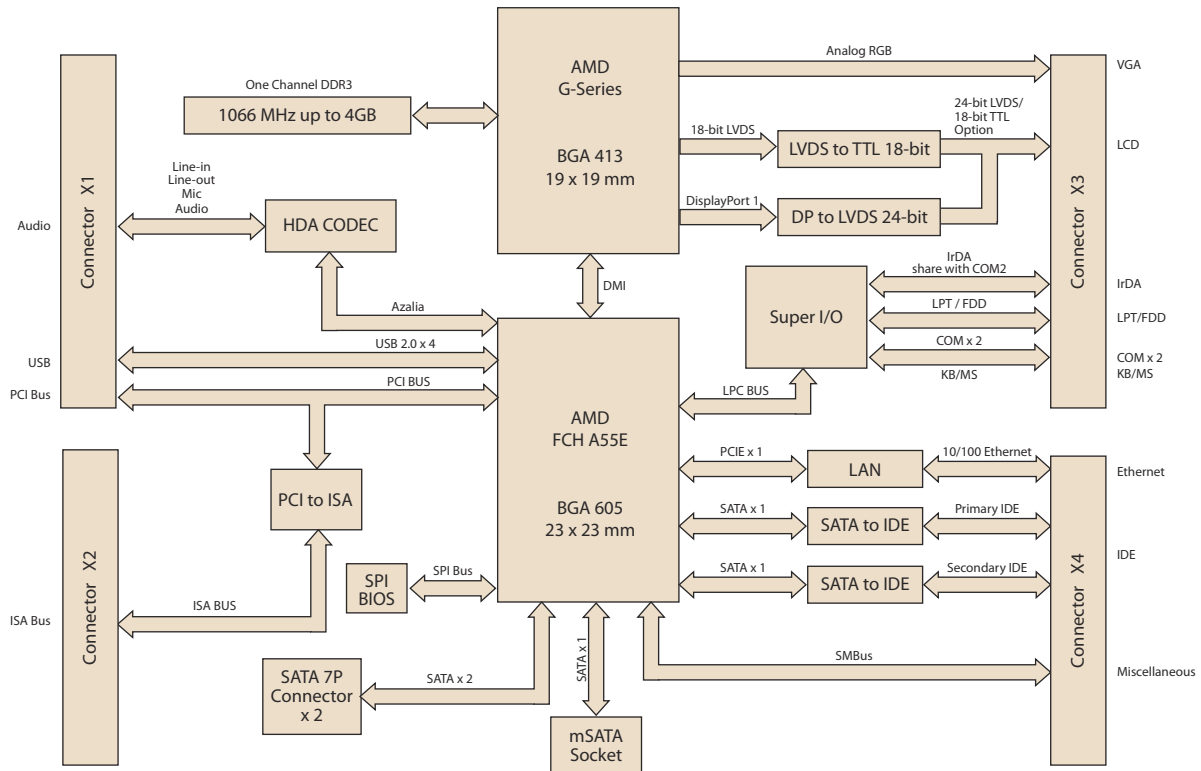 AMD
G-Series
BGA 413
19 x 19 mm
One Channel DDR3
1066 MHz up to 4GB
Analog RGB
VGA
18-bit LVDS
LVDS to TTL 18-bit
24-bit LVDS/
18-bit TTL
Option
LCD
DisplayPort 1
DP to LVDS 24-bit
Connector X1
Connector X3
Line-in
Line-out
Mic
Audio
Audio
HDA CODEC
Azalia
DMI
Super I/O
IrDA
share with COM2
IrDA
LPT / FDD
LPT/FDD
COM x 2
KB/MS
COM x 2
KB/MS
USB
USB 2.0 x 4
PCI Bus
PCI BUS
LPC BUS
AMD
FCH A55E
BGA 605
23 x 23 mm
PCI to ISA
PCIE x 1
LAN
10/100 Ethernet
Ethernet
SATA x 1
SATA to IDE
Primary IDE
IDE
SATA x 1
SATA to IDE
Secondary IDE
Connector X2
Connector X4
SPI
BIOS
SPI Bus
ISA Bus
ISA BUS
SATA 7P
Connector
x 2
SATA x 2
SATA x 1
mSATA
Socket
SMBus
Miscellaneous